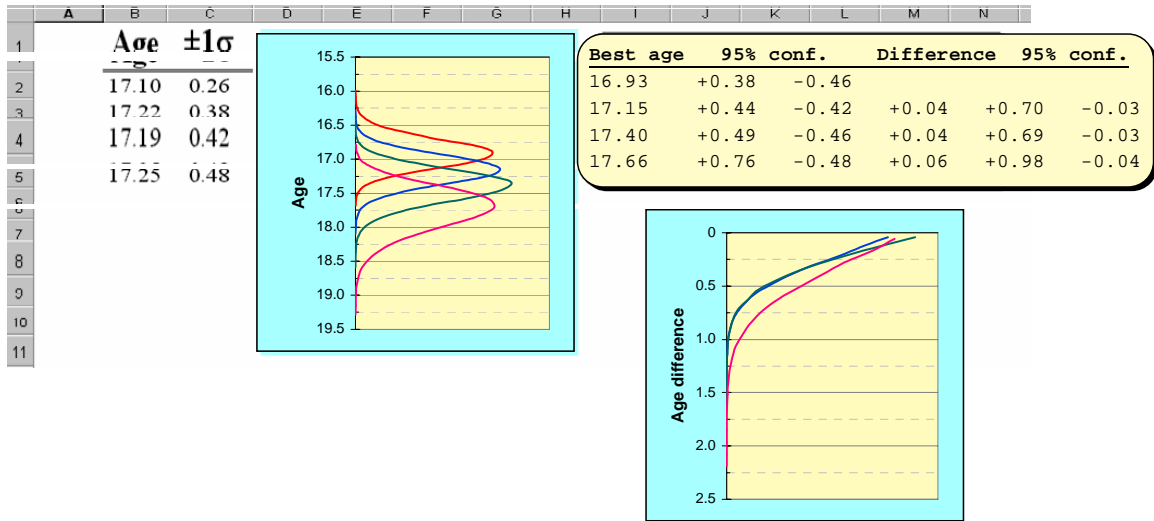 A B C D E F G H I J K L M N
1 Age ±1σ
2 17.10 0.26
3 17.22 0.38
4 17.19 0.42
5 17.25 0.48
6
7
8
9
10
11
Age
15.5
16.0
16.5
17.0
17.5
18.0
18.5
19.0
19.5
Best age 95% conf. Difference 95% conf.
16.93 +0.38 -0.46
17.15 +0.44 -0.42 +0.04 +0.70 -0.03
17.40 +0.49 -0.46 +0.04 +0.69 -0.03
17.66 +0.76 -0.48 +0.06 +0.98 -0.04
Age difference
0
0.5
1.0
1.5
2.0
2.5